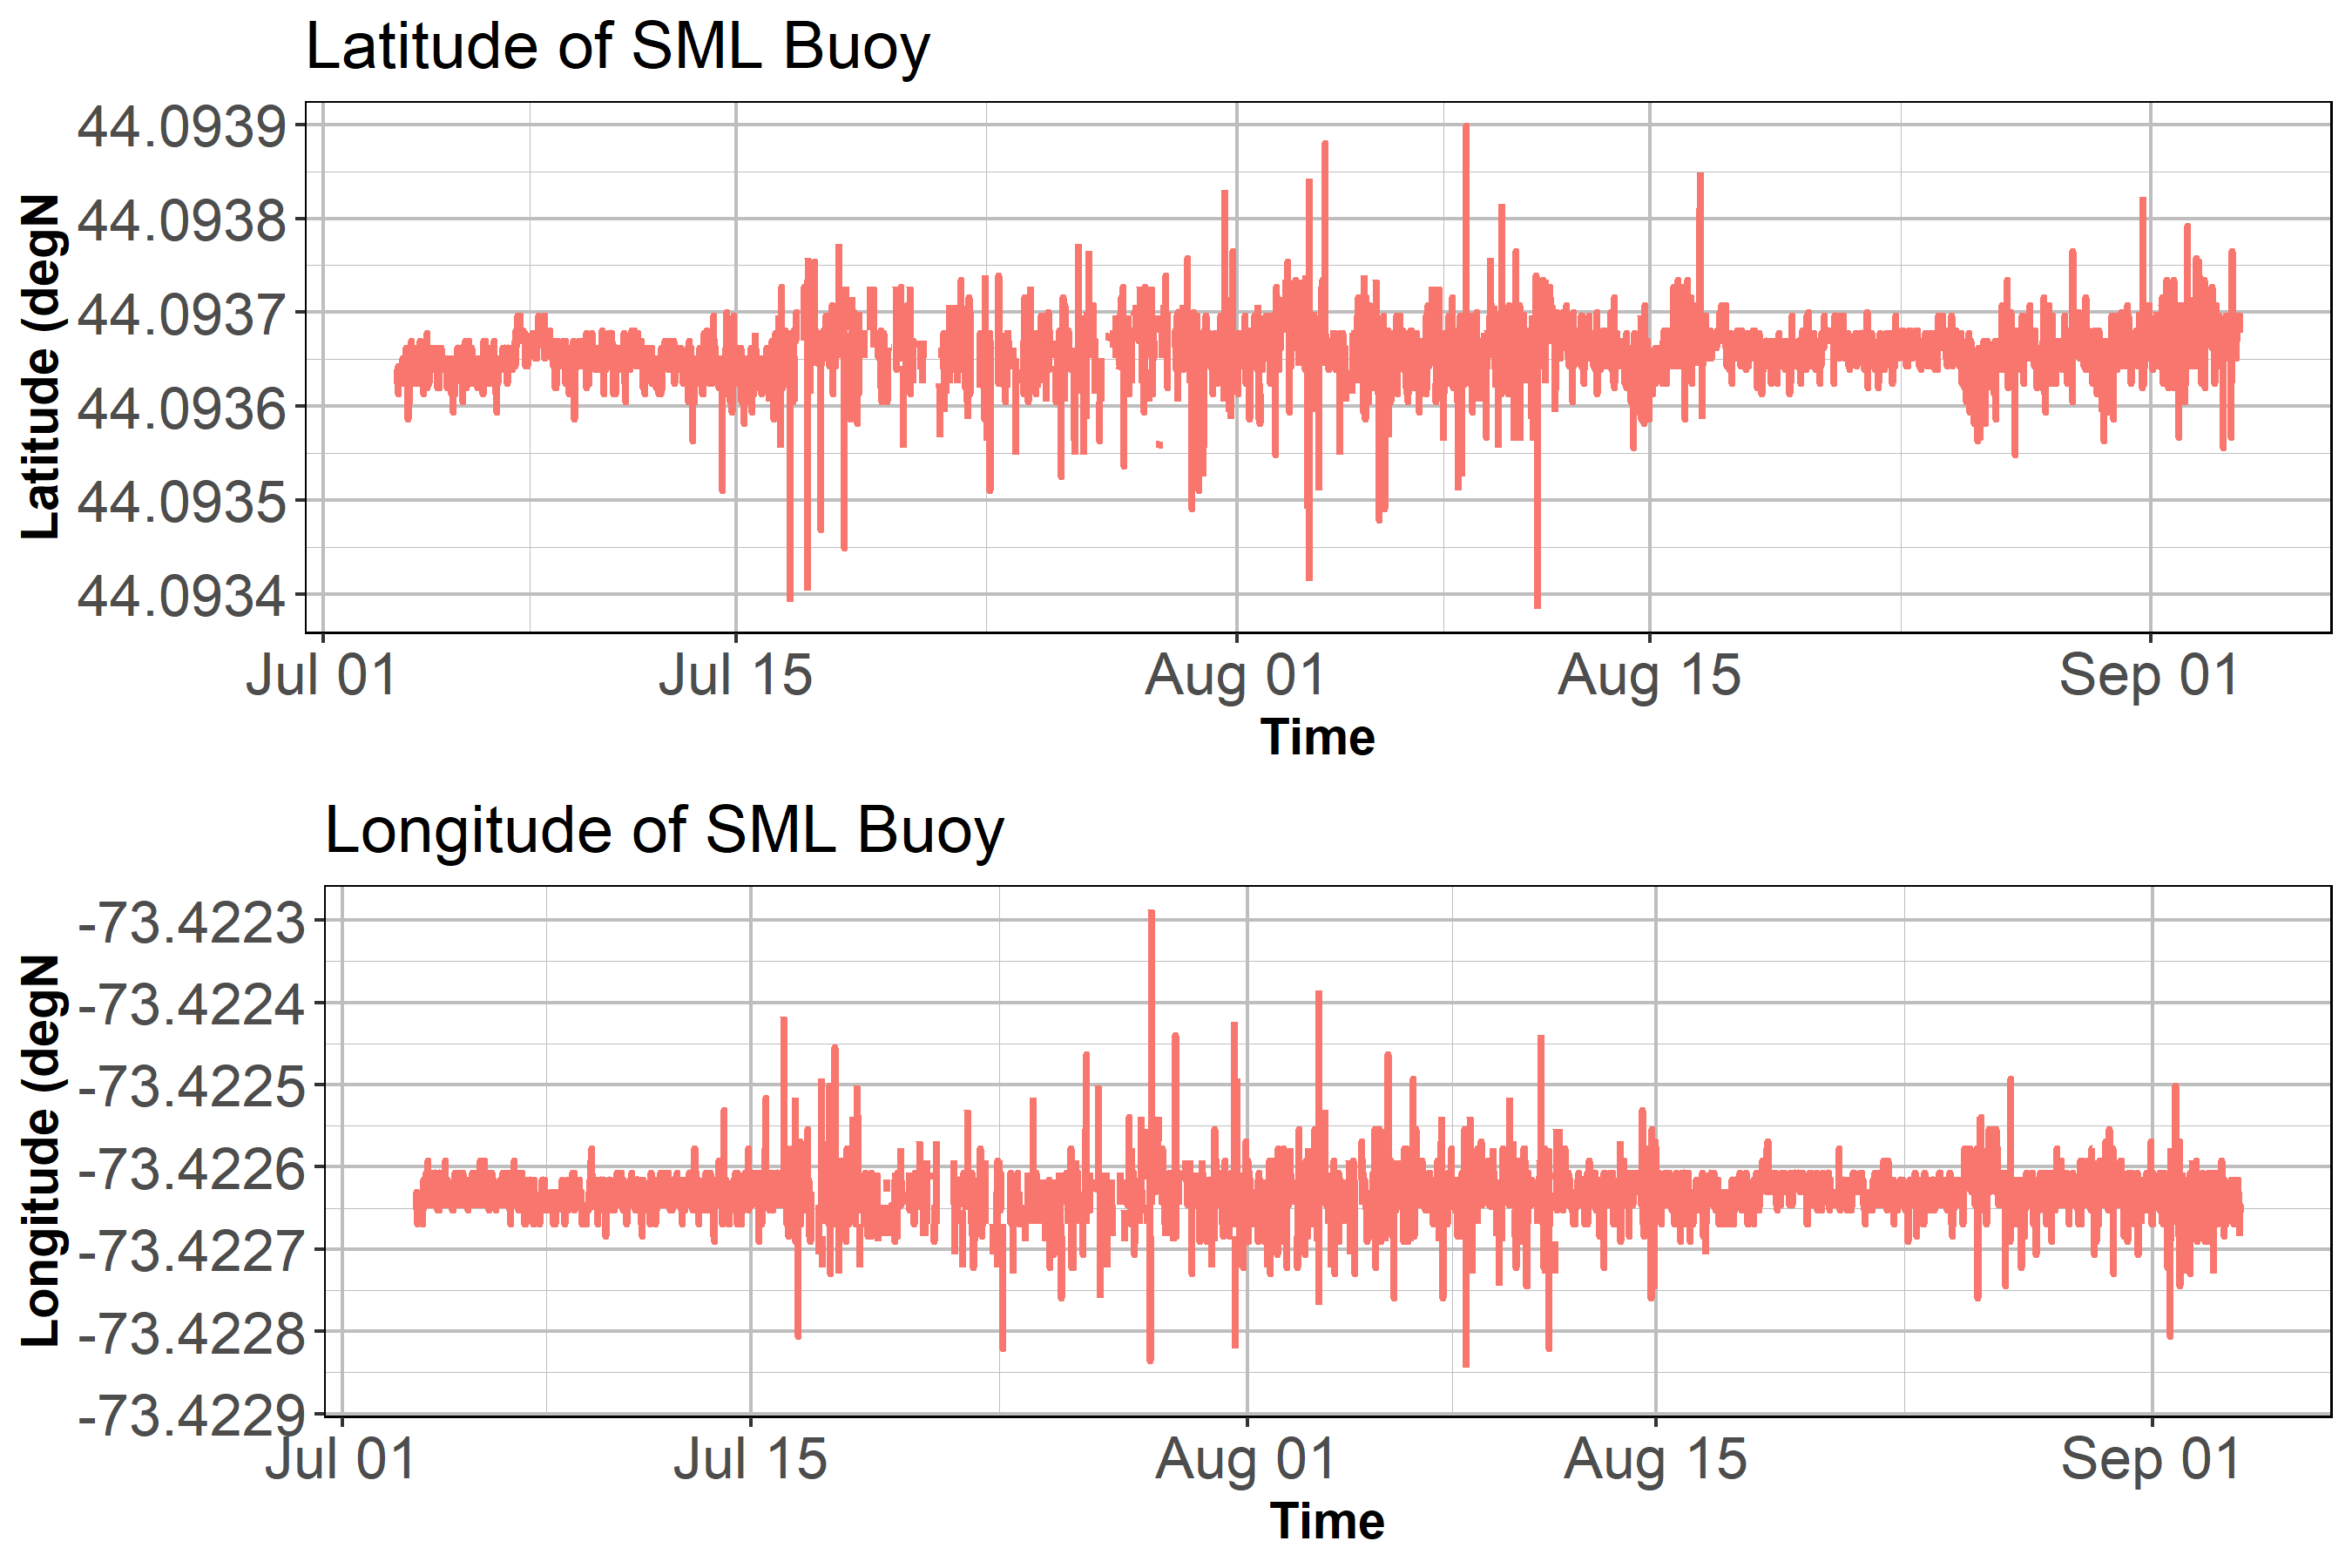 Latitude of SML Buoy
44.0939
44.0938
44.0937
44.0936
44.0935
44.0934
Latitude (degN
Jul 01 Jul 15 Aug 01 Aug 15 Sep 01
Time
Longitude of SML Buoy
-73.4223
-73.4224
-73.4225
-73.4226
-73.4227
-73.4228
-73.4229
Longitude (degN
Jul 01 Jul 15 Aug 01 Aug 15 Sep 01
Time